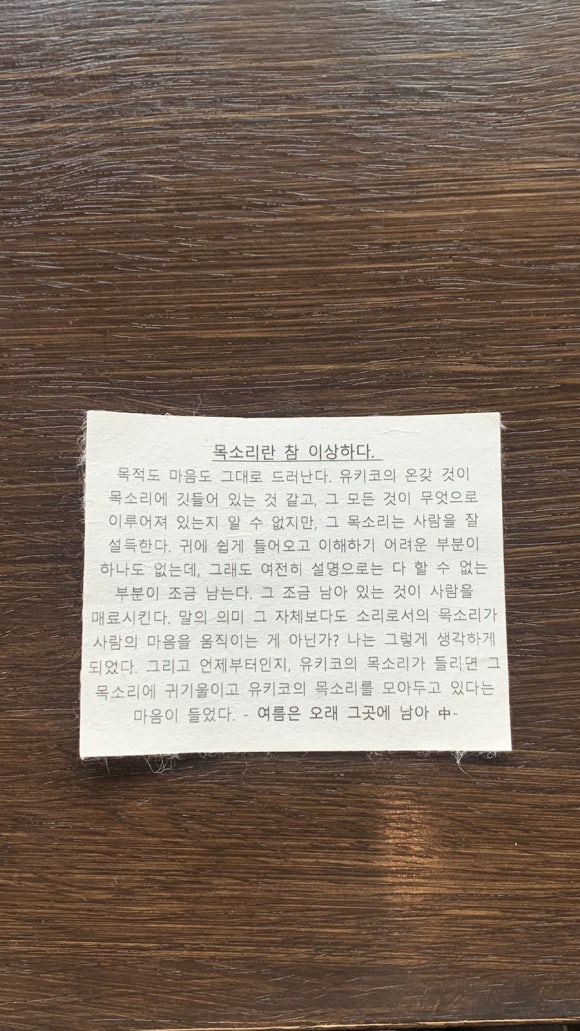 목소리란 참 이상하다.
목적도 마음도 그대로 드러난다. 유키코의 온갖 것이
목소리에 깃들어 있는 것 같고, 그 모든 것이 무엇으로
이루어져 있는지 알 수 없지만, 그 목소리는 사람을 잘
설득한다. 귀에 쉽게 들어오고 이해하기 어려운 부분이
하나도 없는데, 그래도 여전히 설명으로는 다 할 수 없는
부분이 조금 남는다. 그 조금 남아 있는 것이 사람을
매료시킨다. 말의 의미 그 자체보다도 소리로서의 목소리가
사람의 마음을 움직이는 게 아닌가? 나는 그렇게 생각하게
되었다. 그리고 언제부터인지, 유키코의 목소리가 들리면 그
목소리에 귀기울이고 유키코의 목소리를 모아두고 있다는
마음이 들었다. - 여름은 오래 그곳에 남아 中-